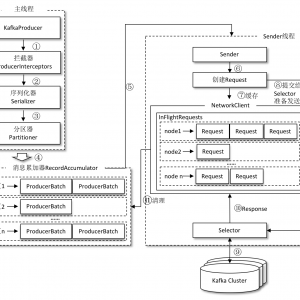 主线程
KafkaProducer
①
拦截器
ProducerInterceptors
②
序列化器
Serializer
③
分区器
Partitioner
④
消息累加器RecordAccumulator
ProducerBatch ProducerBatch
ProducerBatch
ProducerBatch ProducerBatch
⑤
Sender线程
Sender
⑥
创建Request
⑦缓存
⑧提交给
Selector
准备发送
NetworkClient
InFlightRequests
node1 Request Request Request
node2 Request
node n Request Request
⑪清理
⑩Response
Selector
⑨
Kafka Cluster